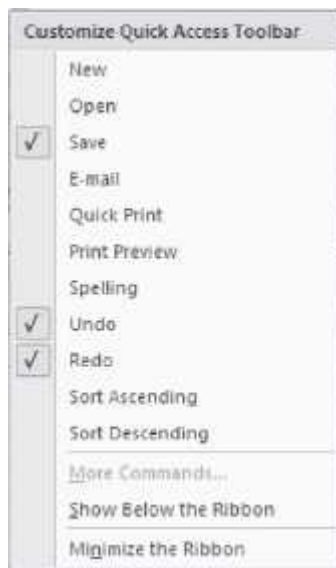 Customize Quick Access Toolbar
New
Open
Save
E-mail
Quick Print
Print Preview
Spelling
Undo
Redo
Sort Ascending
Sort Descending
More Commands...
Show Below the Ribbon
Minimize the Ribbon